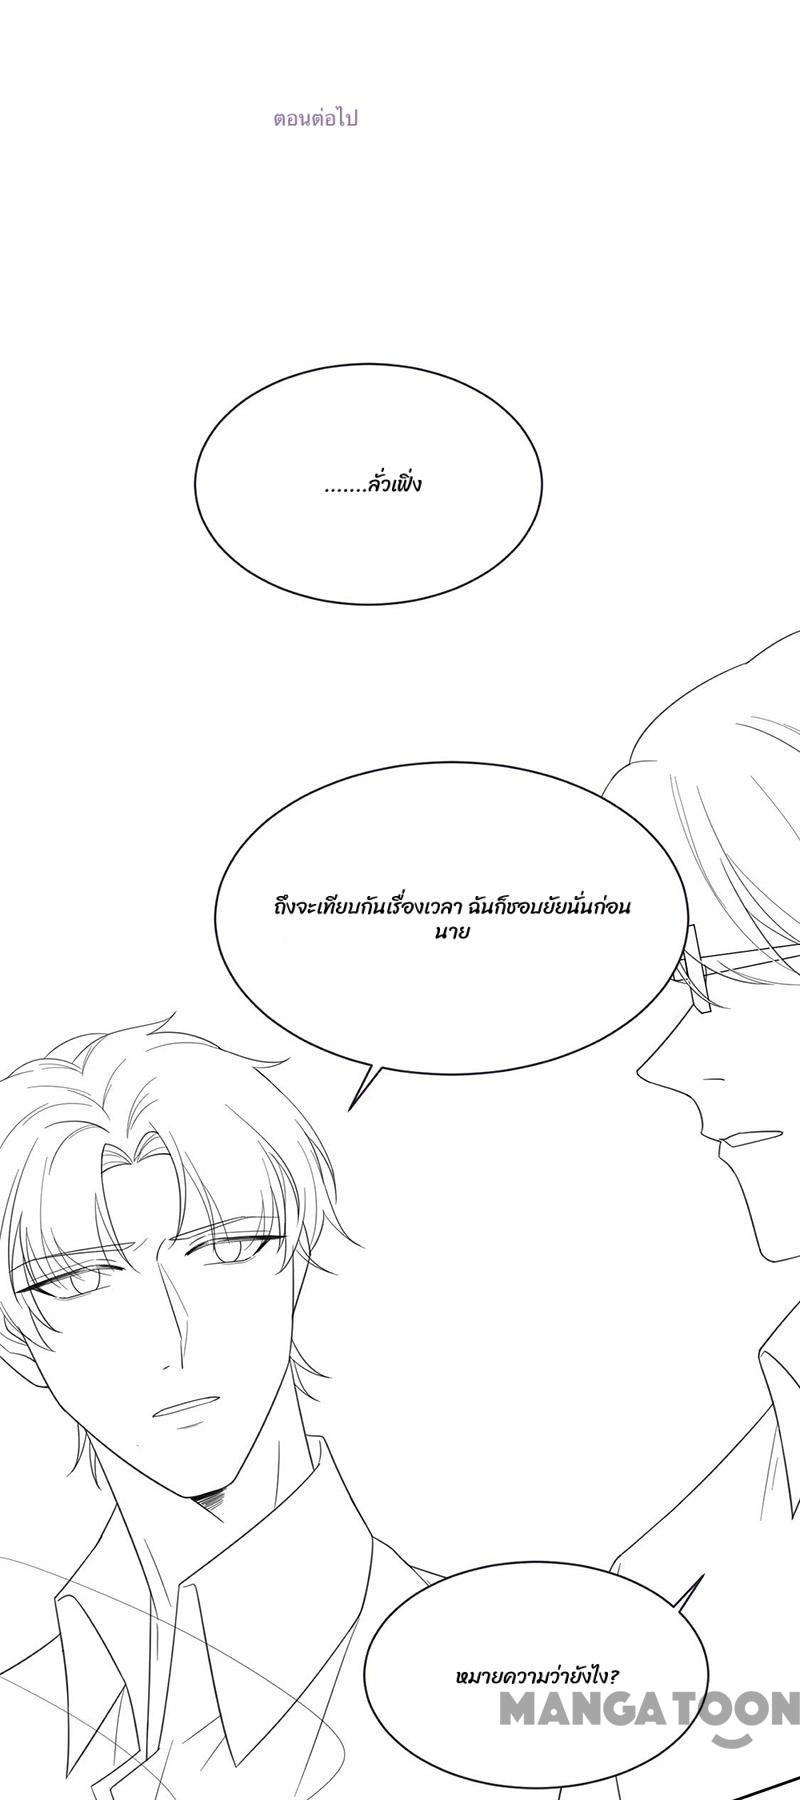 ตอนต่อไป
.......ลั่วเฟิ่ง
ถึงจะเทียบกันเรื่องเวลา ฉันก็ชอบยัยนั่นก่อน
นาย
หมายความว่ายังไง?
MANGATOON